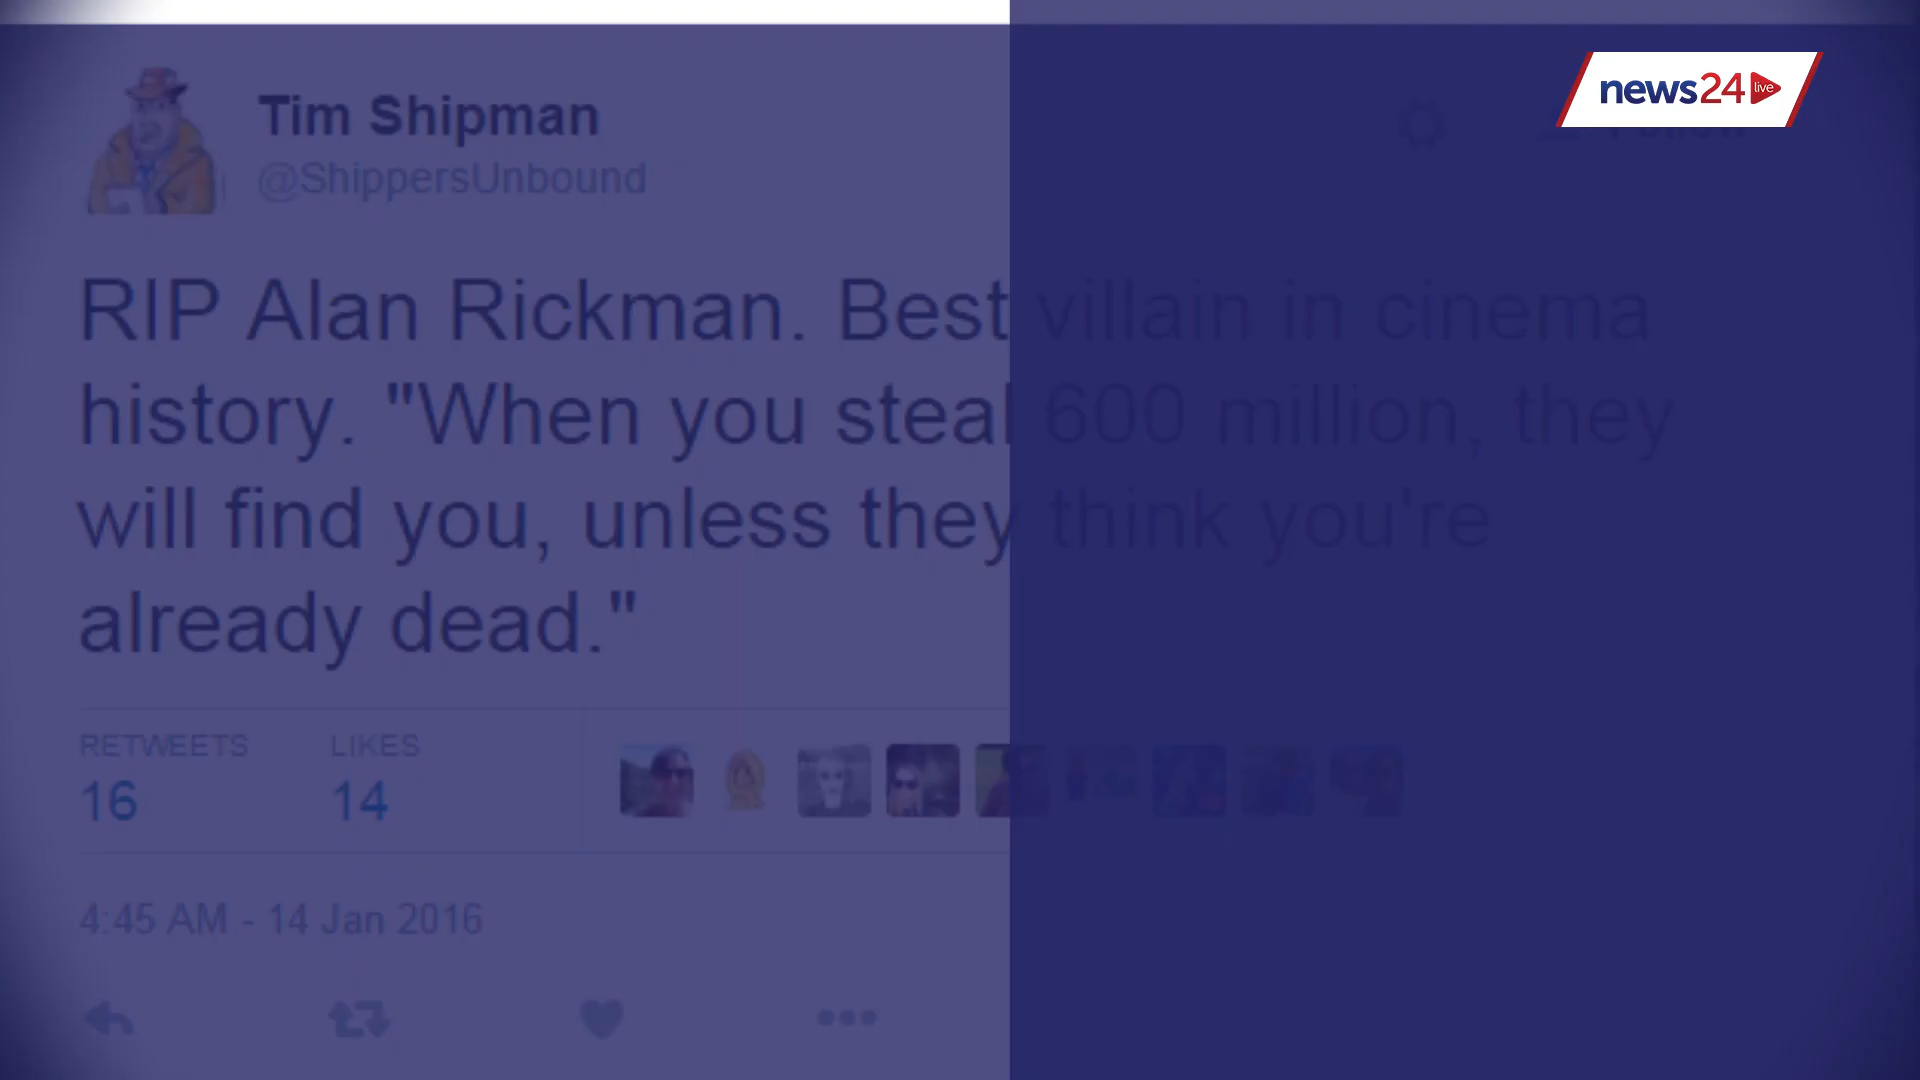 news24 live
Tim Shipman
@ShippersUnbound
RIP Alan Rickman. Best villain in cinema
history. "When you steal 600 million, they
will find you, unless they think you're
already dead."
RETWEETS LIKES
16 14
4:45 AM - 14 Jan 2016